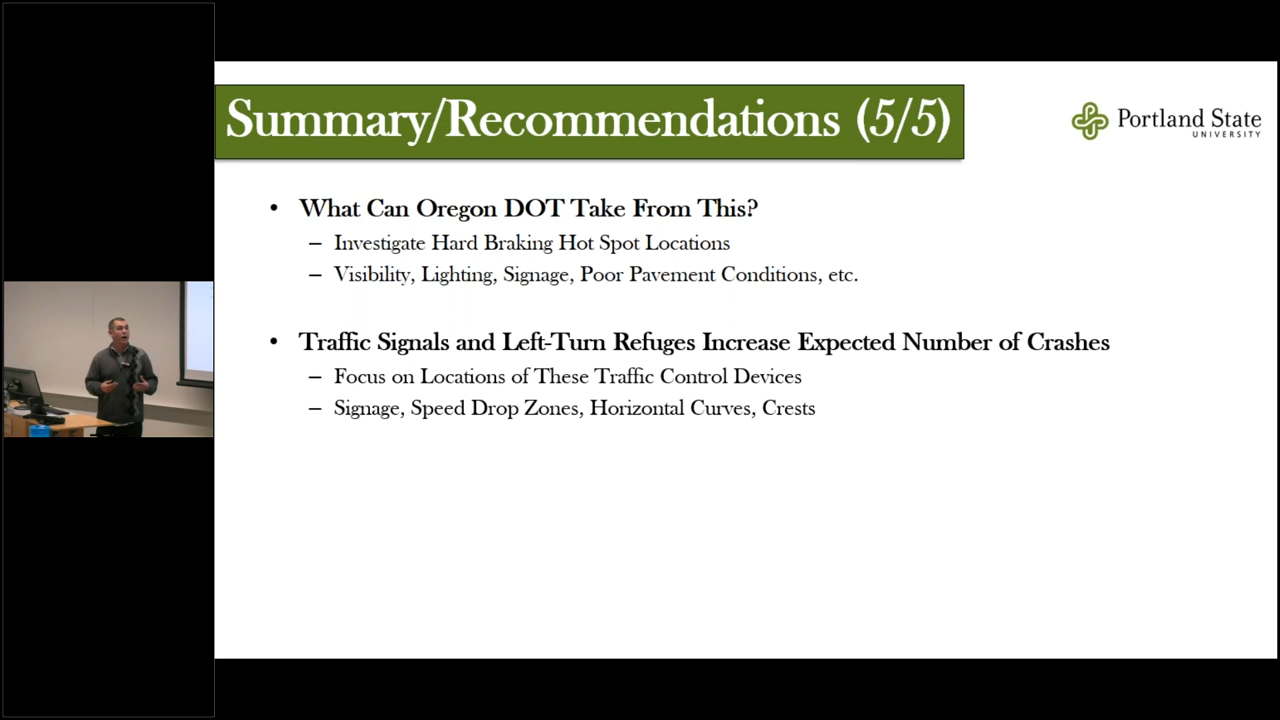 Summary/Recommendations (5/5)
Portland State
UNIVERSITY
• What Can Oregon DOT Take From This?
– Investigate Hard Braking Hot Spot Locations
– Visibility, Lighting, Signage, Poor Pavement Conditions, etc.
• Traffic Signals and Left-Turn Refuges Increase Expected Number of Crashes
– Focus on Locations of These Traffic Control Devices
– Signage, Speed Drop Zones, Horizontal Curves, Crests